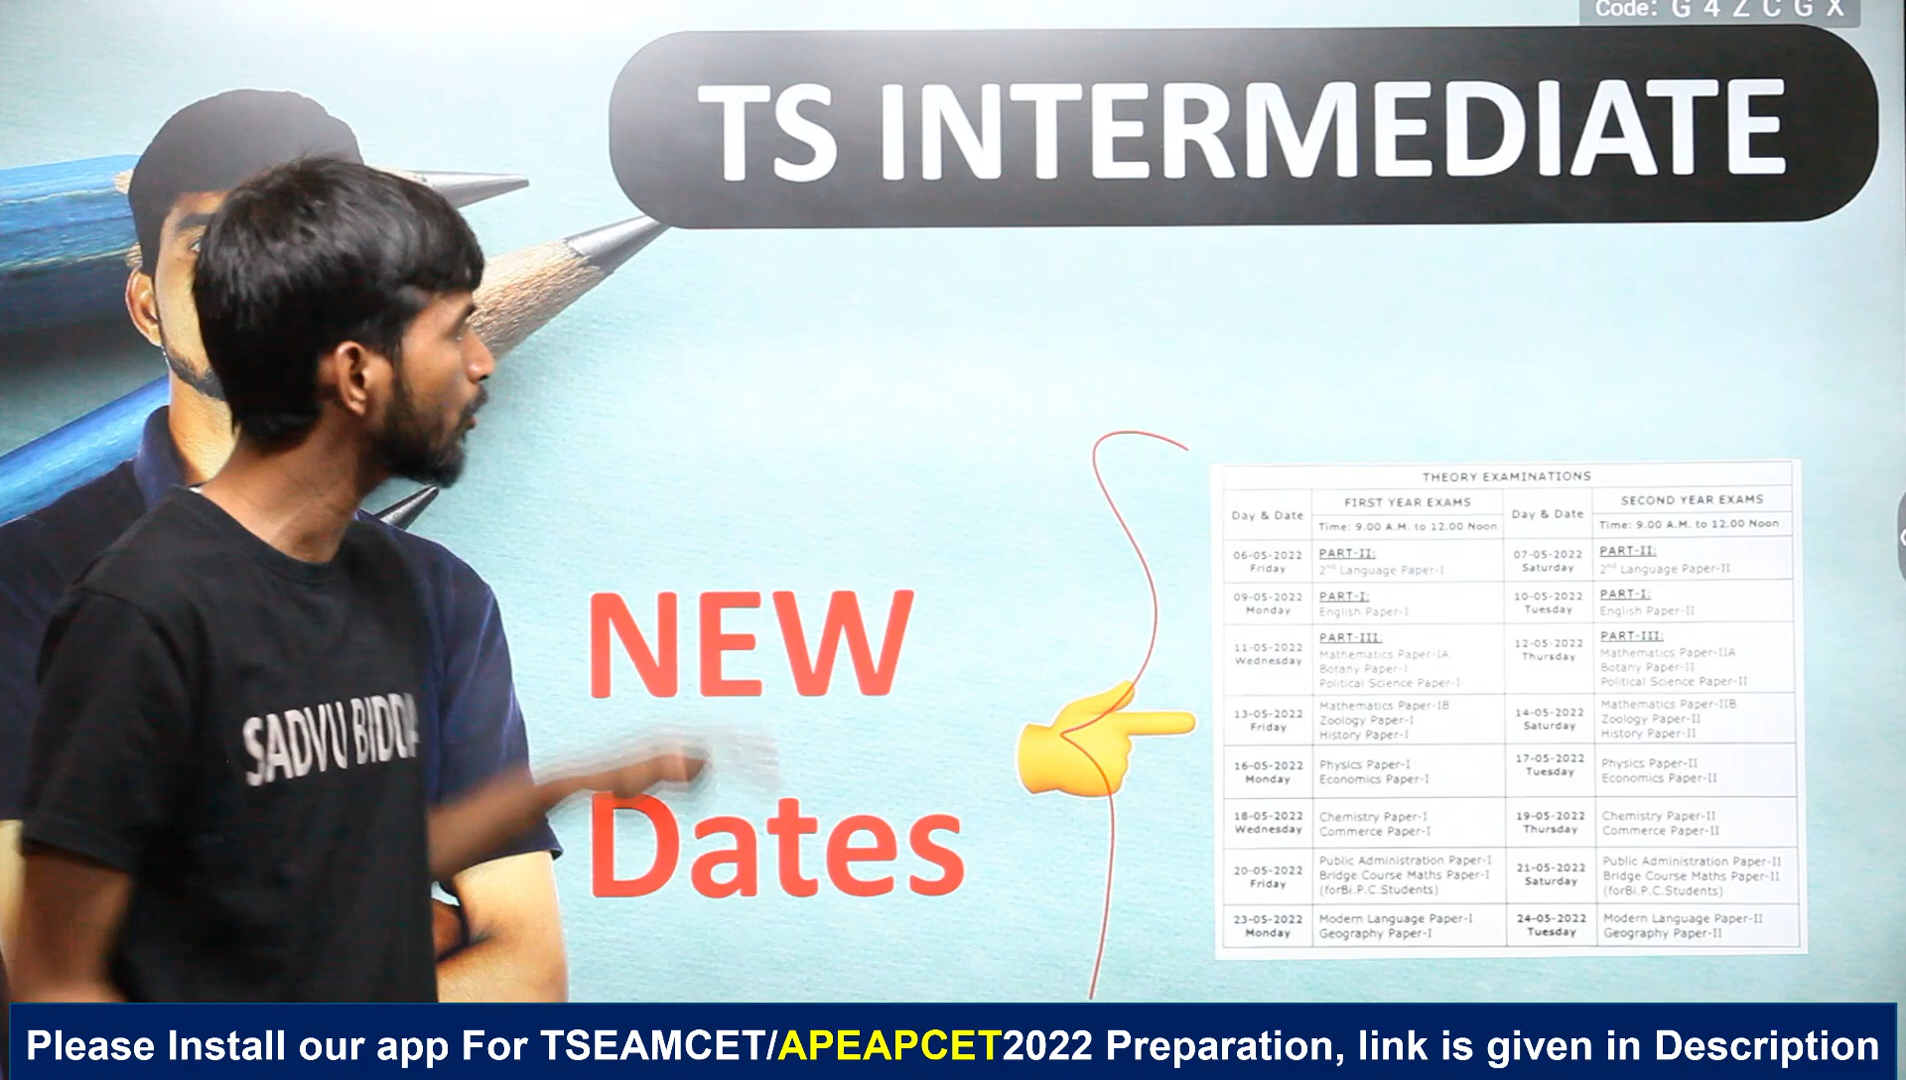 Code: G 4 Z C G X
TS INTERMEDIATE
SADVU BIDDA
NEW
Dates
THEORY EXAMINATIONS
Day & Date
FIRST YEAR EXAMS
Time: 9.00 A.M. to 12.00 Noon
Day & Date
SECOND YEAR EXAMS
Time: 9.00 A.M. to 12.00 Noon
06-05-2022
Friday
PART-II:
2nd Language Paper-I
07-05-2022
Saturday
PART-II:
2nd Language Paper-II
09-05-2022
Monday
PART-I:
English Paper-I
10-05-2022
Tuesday
PART-I:
English Paper-II
11-05-2022
Wednesday
PART-III:
Mathematics Paper-IA
Botany Paper-I
Political Science Paper-I
12-05-2022
Thursday
PART-III:
Mathematics Paper-IIA
Botany Paper-II
Political Science Paper-II
13-05-2022
Friday
Mathematics Paper-IB
Zoology Paper-I
History Paper-I
14-05-2022
Saturday
Mathematics Paper-IIB
Zoology Paper-II
History Paper-II
16-05-2022
Monday
Physics Paper-I
Economics Paper-I
17-05-2022
Tuesday
Physics Paper-II
Economics Paper-II
18-05-2022
Wednesday
Chemistry Paper-I
Commerce Paper-I
19-05-2022
Thursday
Chemistry Paper-II
Commerce Paper-II
20-05-2022
Friday
Public Administration Paper-I
Bridge Course Maths Paper-I
(forBi.P.C.Students)
21-05-2022
Saturday
Public Administration Paper-II
Bridge Course Maths Paper-II
(forBi.P.C.Students)
23-05-2022
Monday
Modern Language Paper-I
Geography Paper-I
24-05-2022
Tuesday
Modern Language Paper-II
Geography Paper-II
Please Install our app For TSEAMCET/APEAPCET2022 Preparation, link is given in Description